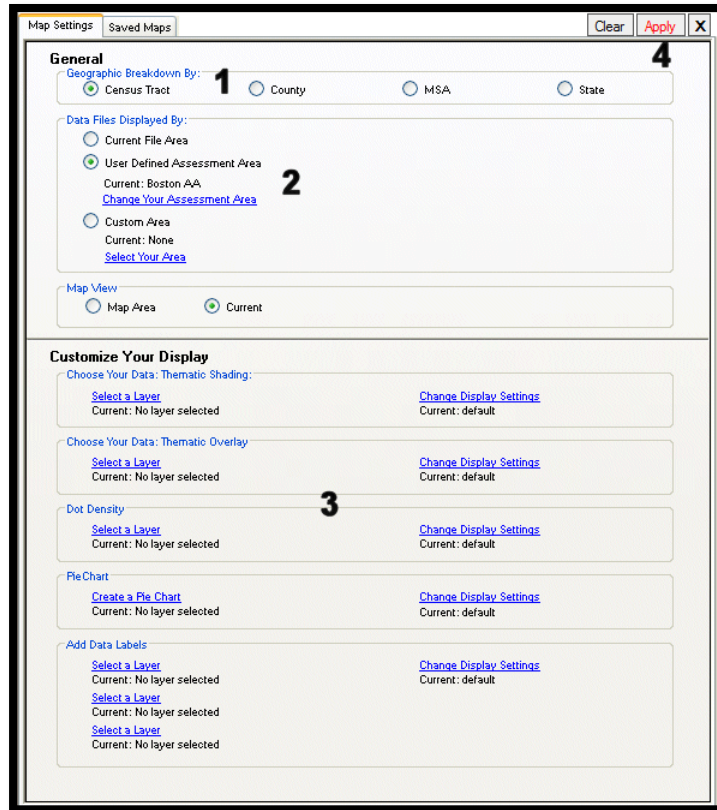 Map Settings Saved Maps Clear Apply X
4
General
Geographic Breakdown By:
1
Census Tract County MSA State
Data Files Displayed By:
Current File Area
User Defined Assessment Area
2
Current: Boston AA
Change Your Assessment Area
Custom Area
Current: None
Select Your Area
Map View
Map Area Current
Customize Your Display
Choose Your Data: Thematic Shading:
Select a Layer Change Display Settings
Current: No layer selected Current: default
Choose Your Data: Thematic Overlay
Select a Layer Change Display Settings
Current: No layer selected Current: default
3
Dot Density
Select a Layer Change Display Settings
Current: No layer selected Current: default
PieChart
Create a Pie Chart Change Display Settings
Current: No layer selected Current: default
Add Data Labels
Select a Layer Change Display Settings
Current: No layer selected Current: default
Select a Layer
Current: No layer selected
Select a Layer
Current: No layer selected